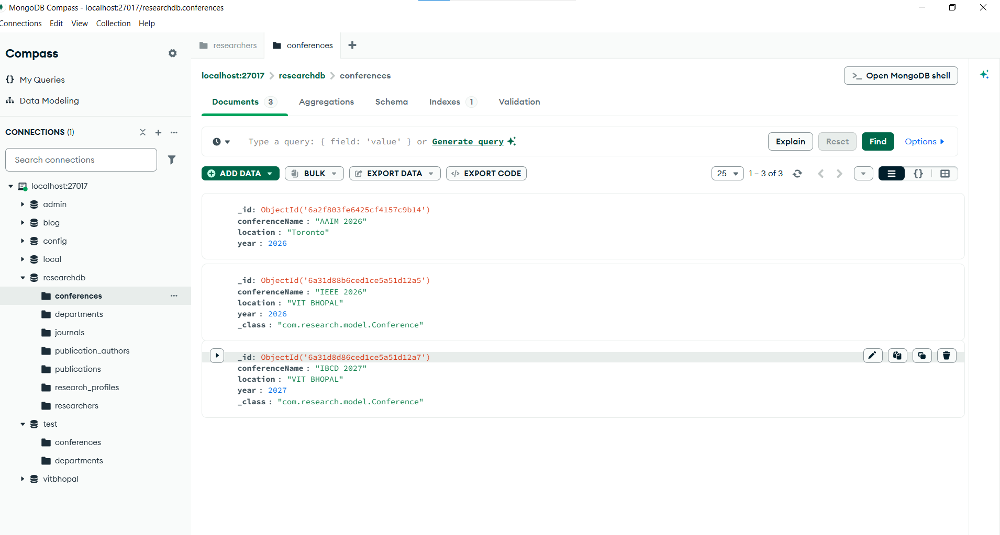 MongoDB Compass - localhost:27017/researchdb.conferences
Connections Edit View Collection Help
Compass
My Queries
Data Modeling
CONNECTIONS (1)
Search connections
localhost:27017
admin
blog
config
local
researchdb
conferences
departments
journals
publication_authors
publications
research_profiles
researchers
test
conferences
departments
vitbhopal
researchers conferences
localhost:27017 researchdb conferences
>_ Open MongoDB shell
Documents 3 Aggregations Schema Indexes 1 Validation
Type a query: { field: 'value' } or Generate query
Explain Reset Find Options
ADD DATA BULK EXPORT DATA </> EXPORT CODE
25 1 – 3 of 3 {}
_id: ObjectId('6a2f803fe6425cf4157c9b14')
conferenceName : "AAIM 2026"
location : "Toronto"
year : 2026
_id: ObjectId('6a31d88b6ced1ce5a51d12a5')
conferenceName : "IEEE 2026"
location : "VIT BHOPAL"
year : 2026
_class : "com.research.model.Conference"
_id: ObjectId('6a31d8d86ced1ce5a51d12a7')
conferenceName : "IBCD 2027"
location : "VIT BHOPAL"
year : 2027
_class : "com.research.model.Conference"